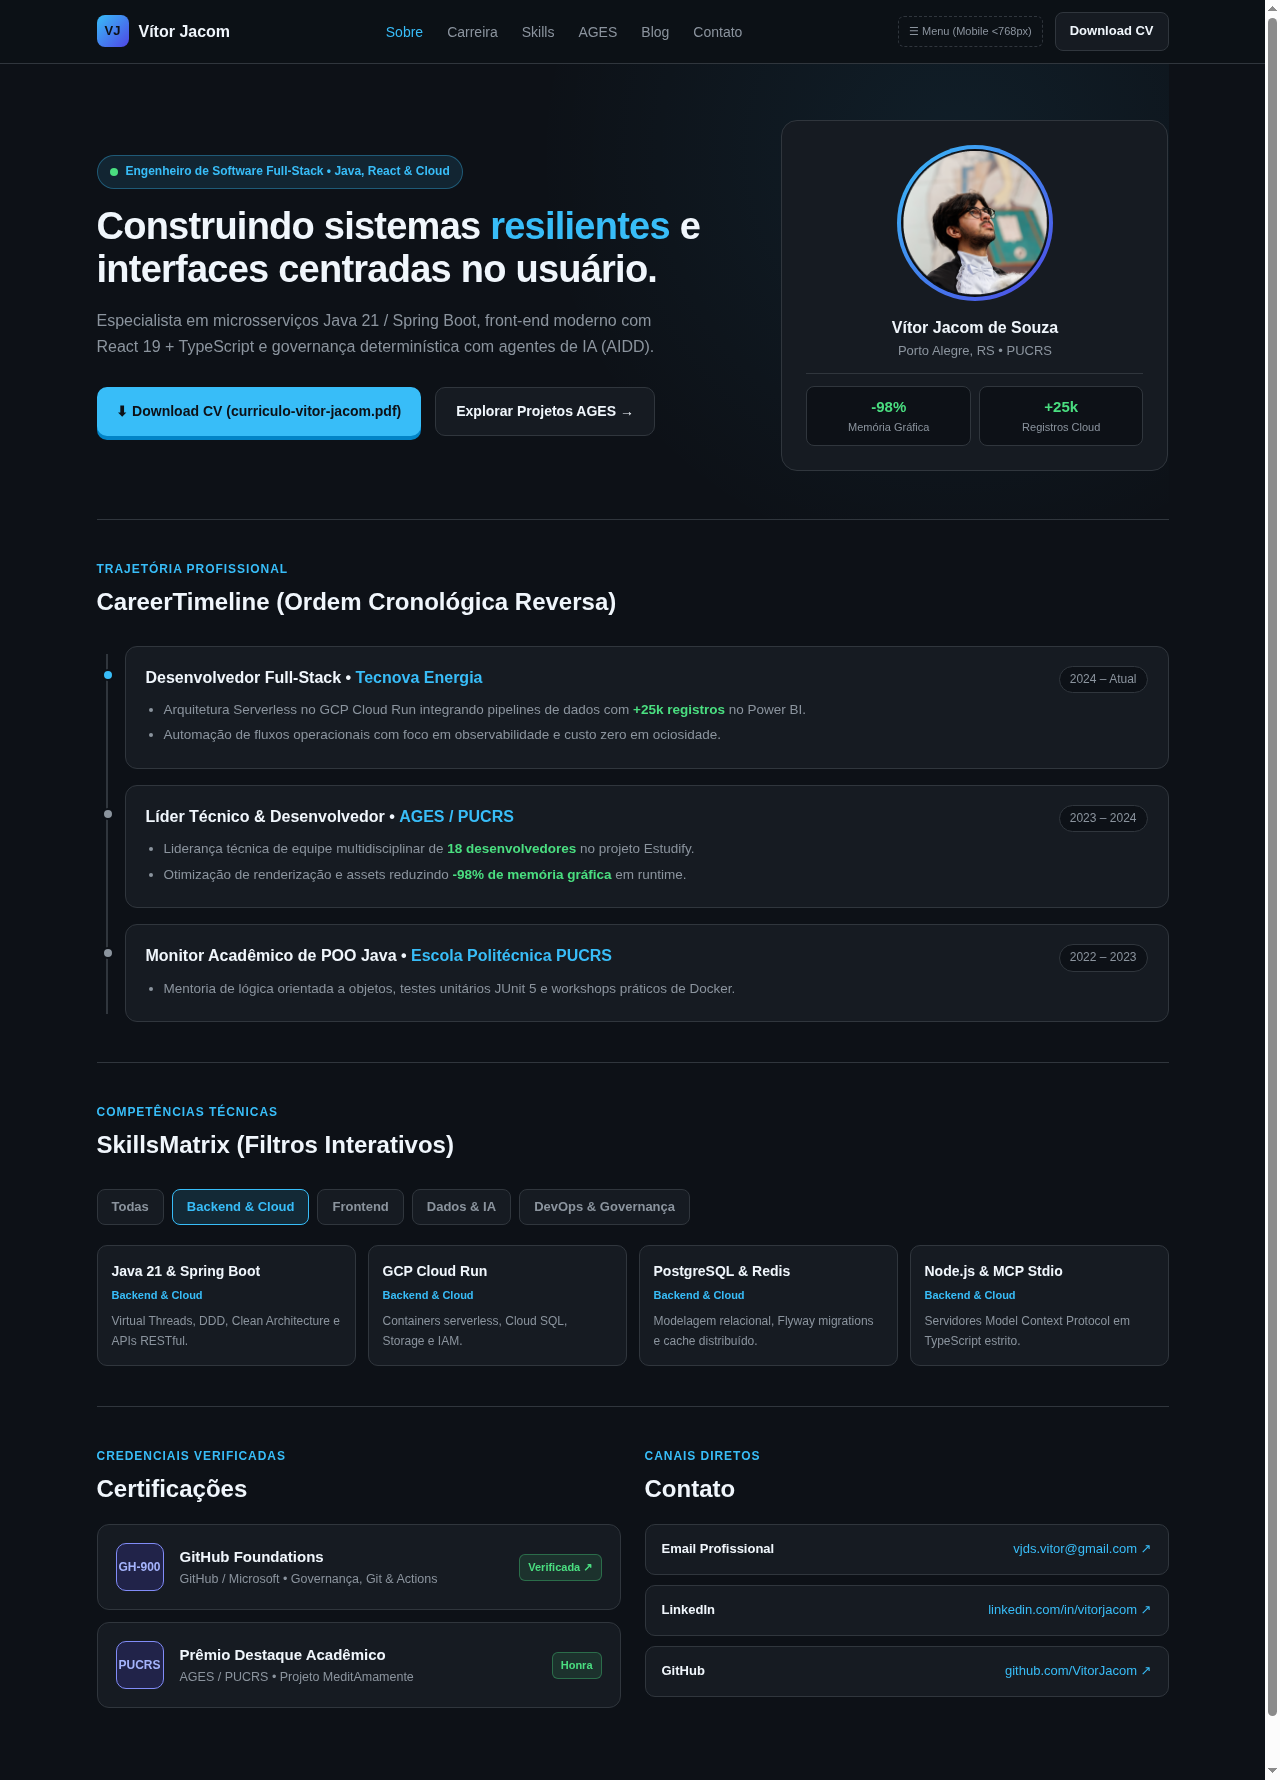 VJ Vítor Jacom
Sobre Carreira Skills AGES Blog Contato
☰ Menu (Mobile <768px)
Download CV
Engenheiro de Software Full-Stack • Java, React & Cloud
Construindo sistemas resilientes e
interfaces centradas no usuário.
Especialista em microsserviços Java 21 / Spring Boot, front-end moderno com
React 19 + TypeScript e governança determinística com agentes de IA (AIDD).
⬇ Download CV (curriculo-vitor-jacom.pdf)
Explorar Projetos AGES →
Vítor Jacom de Souza
Porto Alegre, RS • PUCRS
-98%
Memória Gráfica
+25k
Registros Cloud
TRAJETÓRIA PROFISSIONAL
CareerTimeline (Ordem Cronológica Reversa)
Desenvolvedor Full-Stack • Tecnova Energia
2024 – Atual
• Arquitetura Serverless no GCP Cloud Run integrando pipelines de dados com +25k registros no Power BI.
• Automação de fluxos operacionais com foco em observabilidade e custo zero em ociosidade.
Líder Técnico & Desenvolvedor • AGES / PUCRS
2023 – 2024
• Liderança técnica de equipe multidisciplinar de 18 desenvolvedores no projeto Estudify.
• Otimização de renderização e assets reduzindo -98% de memória gráfica em runtime.
Monitor Acadêmico de POO Java • Escola Politécnica PUCRS
2022 – 2023
• Mentoria de lógica orientada a objetos, testes unitários JUnit 5 e workshops práticos de Docker.
COMPETÊNCIAS TÉCNICAS
SkillsMatrix (Filtros Interativos)
Todas Backend & Cloud Frontend Dados & IA DevOps & Governança
Java 21 & Spring Boot
Backend & Cloud
Virtual Threads, DDD, Clean Architecture e
APIs RESTful.
GCP Cloud Run
Backend & Cloud
Containers serverless, Cloud SQL,
Storage e IAM.
PostgreSQL & Redis
Backend & Cloud
Modelagem relacional, Flyway migrations
e cache distribuído.
Node.js & MCP Stdio
Backend & Cloud
Servidores Model Context Protocol em
TypeScript estrito.
CREDENCIAIS VERIFICADAS
Certificações
GH-900
GitHub Foundations
GitHub / Microsoft • Governança, Git & Actions
Verificada ↗
PUCRS
Prêmio Destaque Acadêmico
AGES / PUCRS • Projeto MeditAmamente
Honra
CANAIS DIRETOS
Contato
Email Profissional
vjds.vitor@gmail.com ↗
LinkedIn
linkedin.com/in/vitorjacom ↗
GitHub
github.com/VitorJacom ↗